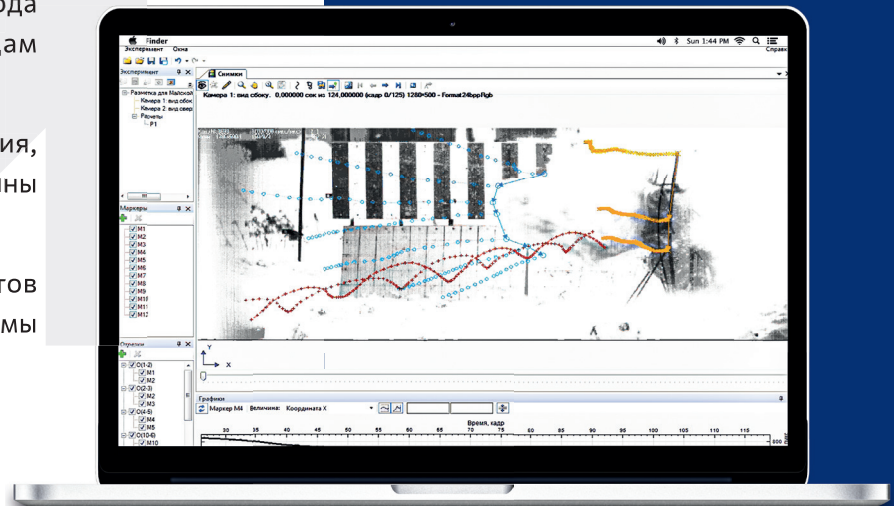 ода
дам
ия,
ны
тов
мы
Finder
Sun 1:44 PM
Эксперимент Окна
Справк
Эксперимент
Снимки
Камера 1: вид сбоку. 0,000000 сек из 124,000000 (кадр 0/125) 1280×500 - Format24bppRgb
Разметка для Майской
Камера 1: вид сбок
Камера 2: вид свер
Расчеты
P1
Маркеры
M1
M2
M3
M4
M5
M6
M7
M8
M9
M10
M11
M12
Отрезки
O(1-2)
M1
M2
O(2-3)
M2
M3
O(4-5)
M4
M5
O(10-6)
M10
Y
X
Графики
Маркер M4 Величина: Координата X
Время, кадр
30 35 40 45 50 55 60 65 70 75 80 85 90 95 100 105 110 115
800